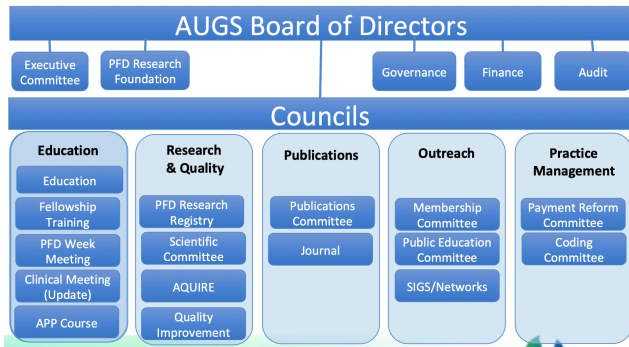 AUGS Board of Directors
Executive
Committee
PFD Research
Foundation
Governance
Finance
Audit
Councils
Education
Education
Fellowship
Training
PFD Week
Meeting
Clinical Meeting
(Update)
APP Course
Research
& Quality
PFD Research
Registry
Scientific
Committee
AQUIRE
Quality
Improvement
Publications
Publications
Committee
Journal
Outreach
Membership
Committee
Public Education
Committee
SIGS/Networks
Practice
Management
Payment Reform
Committee
Coding
Committee